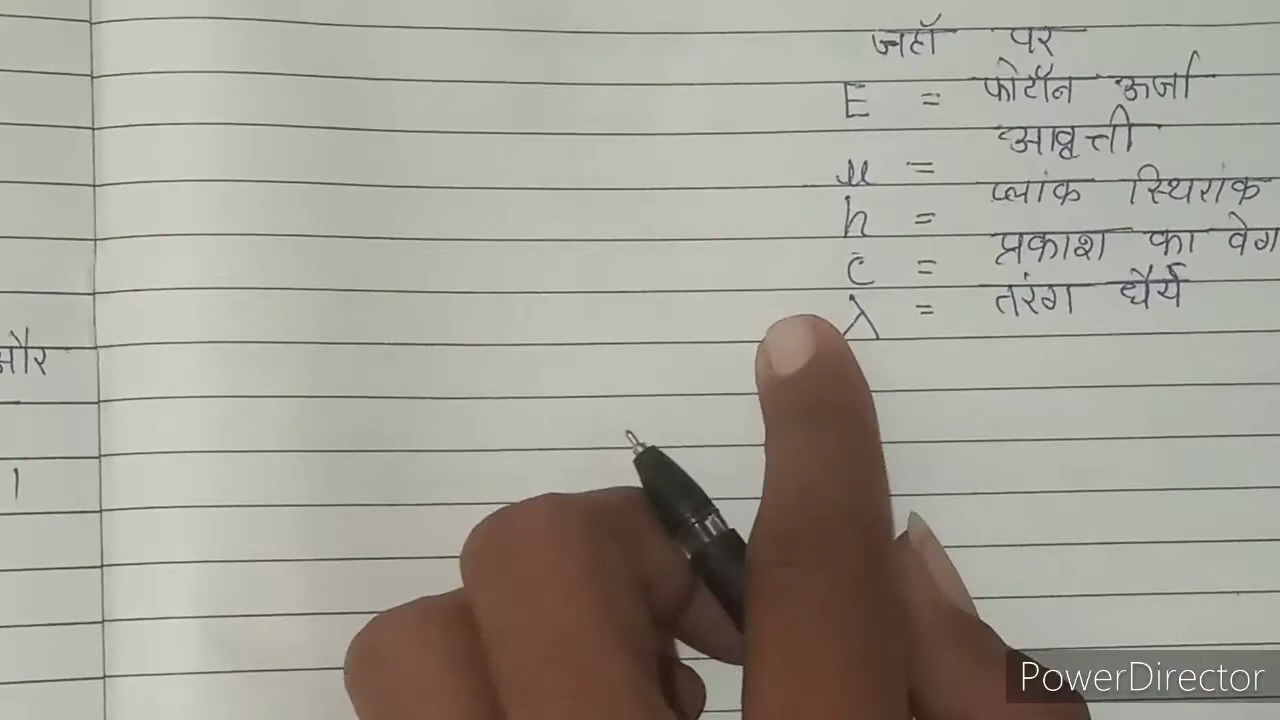 जहाँ पर
E = फोटॉन ऊर्जा
μ = आवृत्ती
h = प्लांक स्थिरांक
c = प्रकाश का वेग
λ = तरंग धैर्य
और
।
PowerDirector